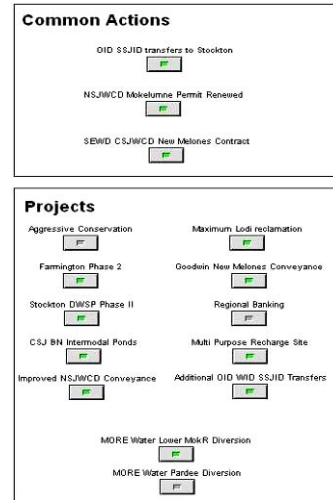 Common Actions
OID SSJID transfers to Stockton
NSJWCD Mokelumne Permit Renewed
SEWD CSJWCD New Melones Contract
Projects
Aggressive Conservation
Maximum Lodi reclamation
Farmington Phase 2
Goodwin New Melones Conveyance
Stockton DWSP Phase II
Regional Banking
CSJ BN Intermodal Ponds
Multi Purpose Recharge Site
Improved NSJWCD Conveyance
Additional OID WID SSJID Transfers
MORE Water Lower MokR Diversion
MORE Water Pardee Diversion